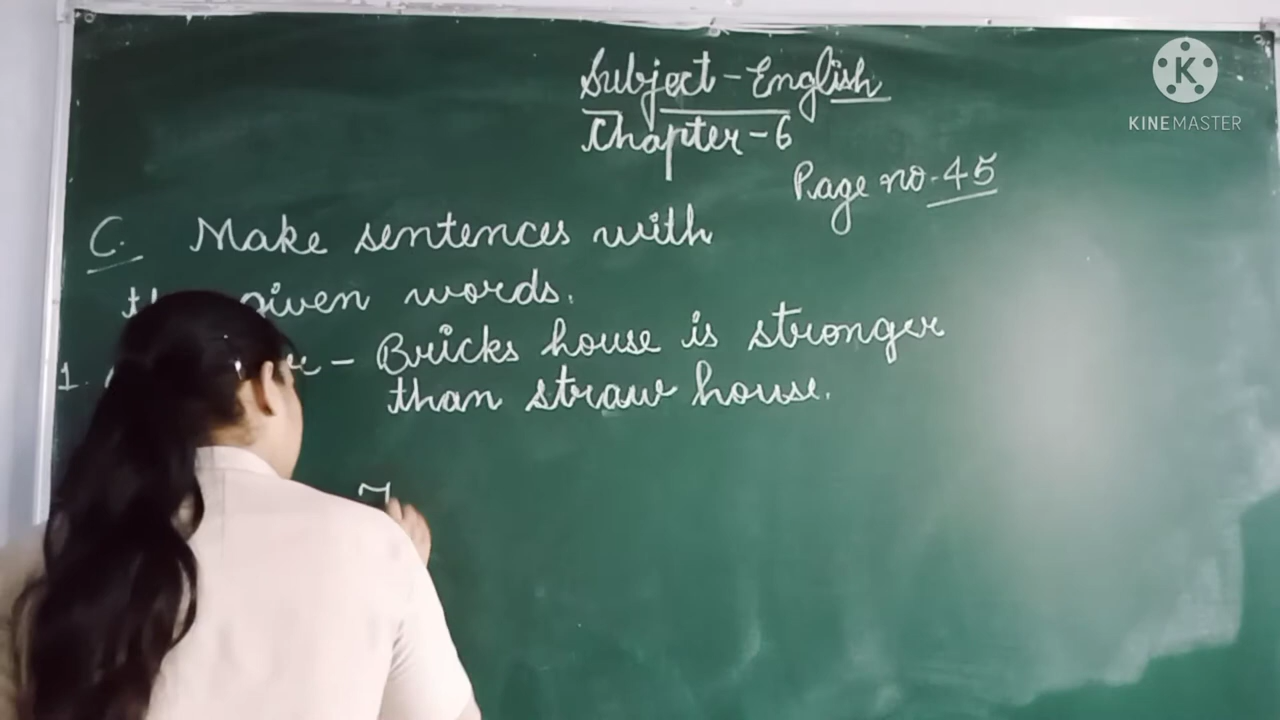 Subject - English
Chapter - 6
Page no. 45
C. Make sentences with
given words.
1. - Bricks house is stronger
than straw house.
KINEMASTER